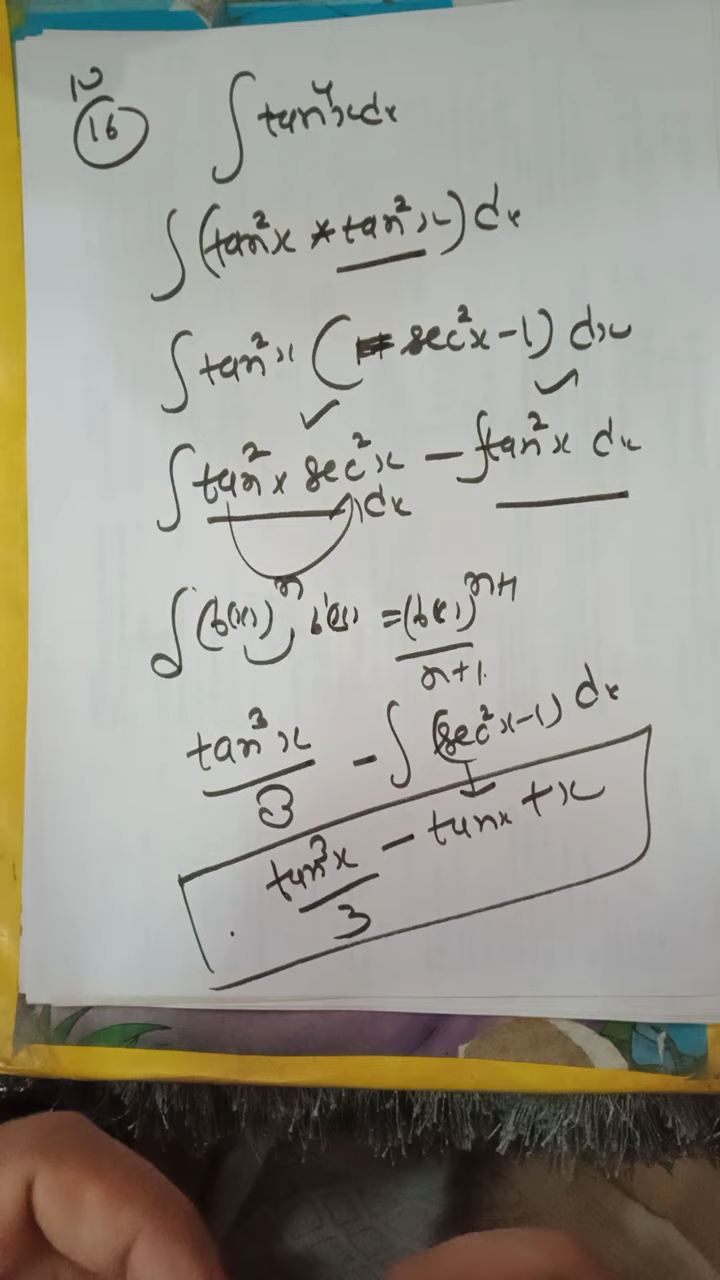 10
16 ∫ tan⁴x dx
∫ (tan²x * tan²x) dx
∫ tan²x ( sec²x - 1) dx
∫ tan²x sec²x dx - ∫tan²x dx
∫ (f(x))ⁿ f'(x) = (f(x))ⁿ⁺¹ / n+1
tan³x / 3 - ∫ (sec²x - 1) dx
tan³x / 3 - tanx + x